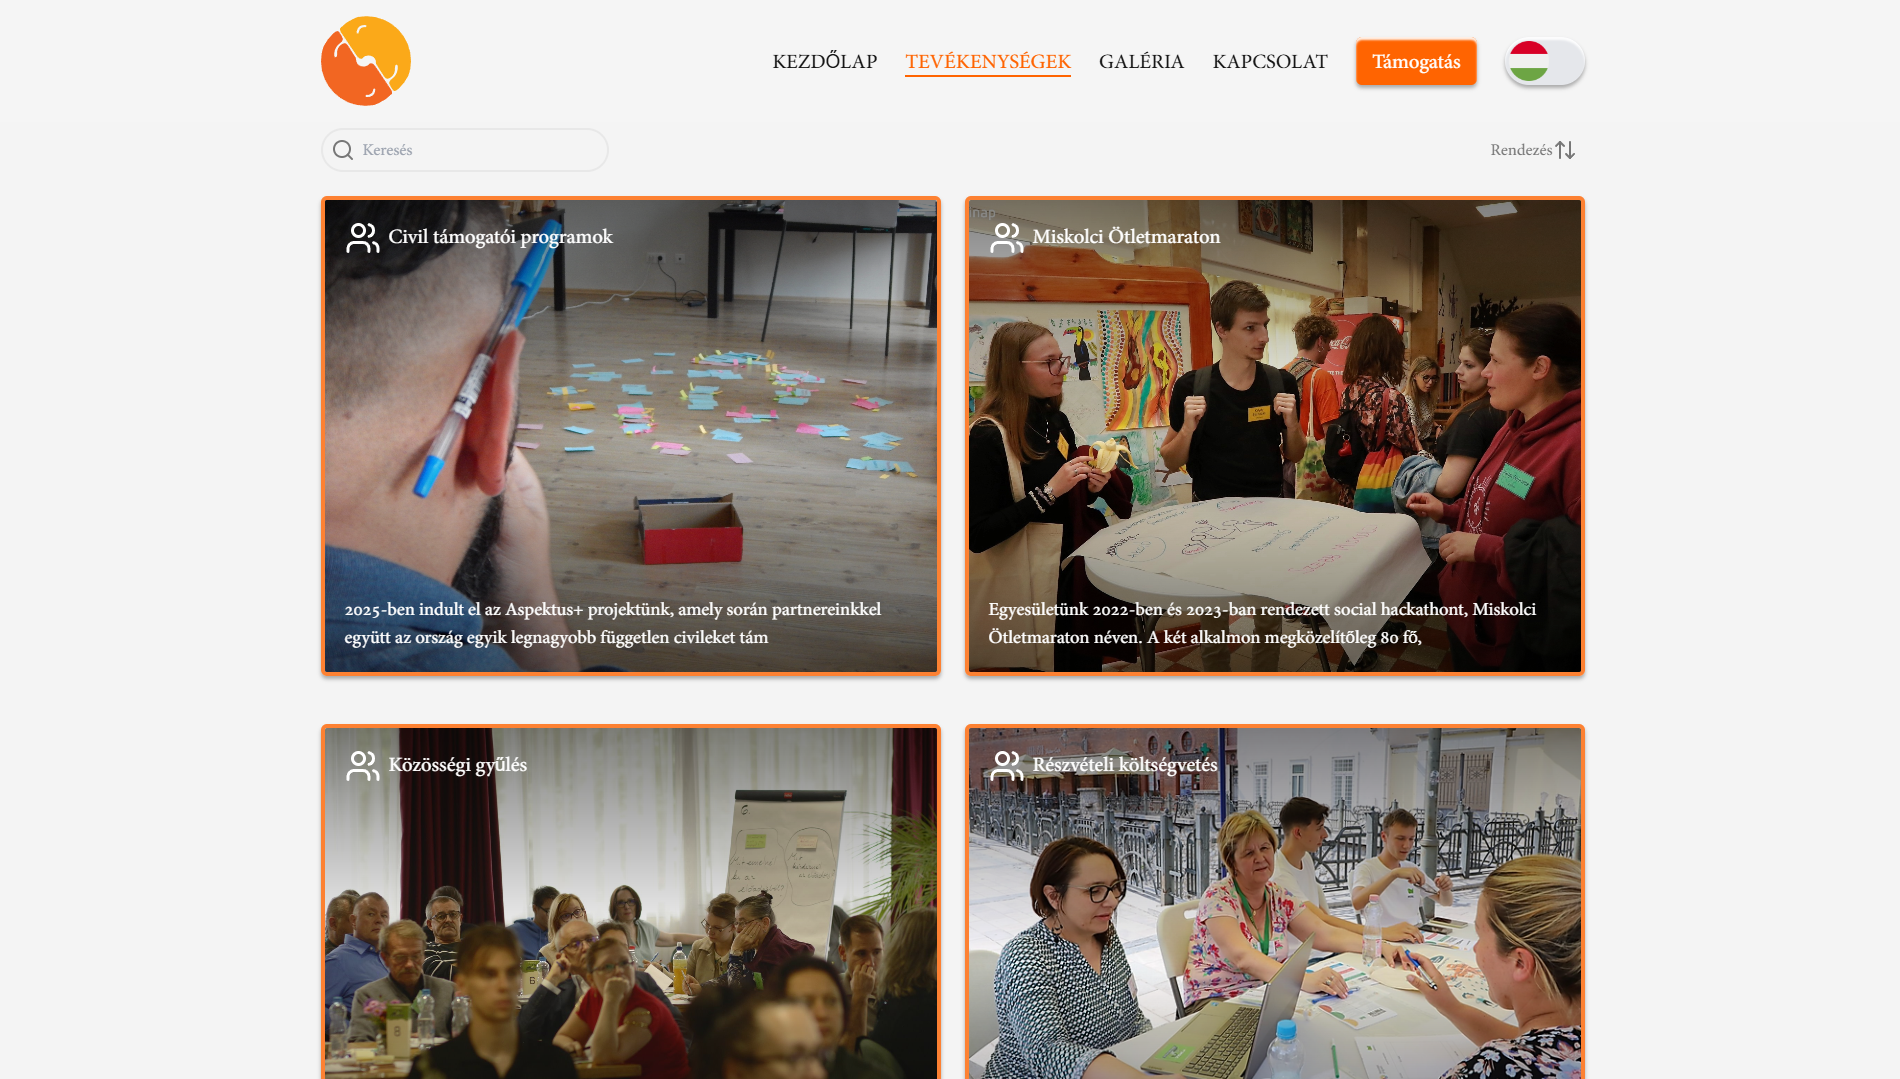 KEZDŐLAP
TEVÉKENYSÉGEK
GALÉRIA
KAPCSOLAT
Támogatás
Keresés
Rendezés
Civil támogatói programok
2025-ben indult el az Aspektus+ projektünk, amely során partnereinkkel
együtt az ország egyik legnagyobb független civileket tám
Miskolci Ötletmaraton
Egyesületünk 2022-ben és 2023-ban rendezett social hackathont, Miskolci
Ötletmaraton néven. A két alkalmon megközelítőleg 80 fő,
Közösségi gyűlés
6
8
Részvételi költségvetés